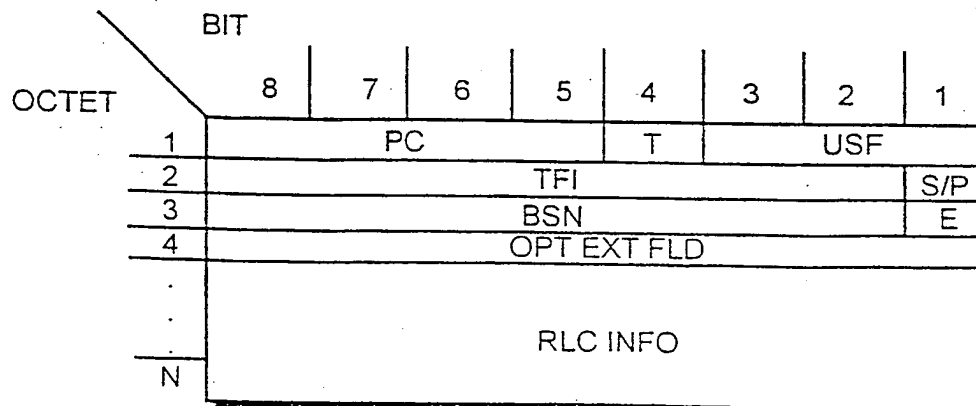 BIT
OCTET 8 7 6 5 4 3 2 1
1 PC T USF
2 TFI S/P
3 BSN E
4 OPT EXT FLD
.
.
.
RLC INFO
N